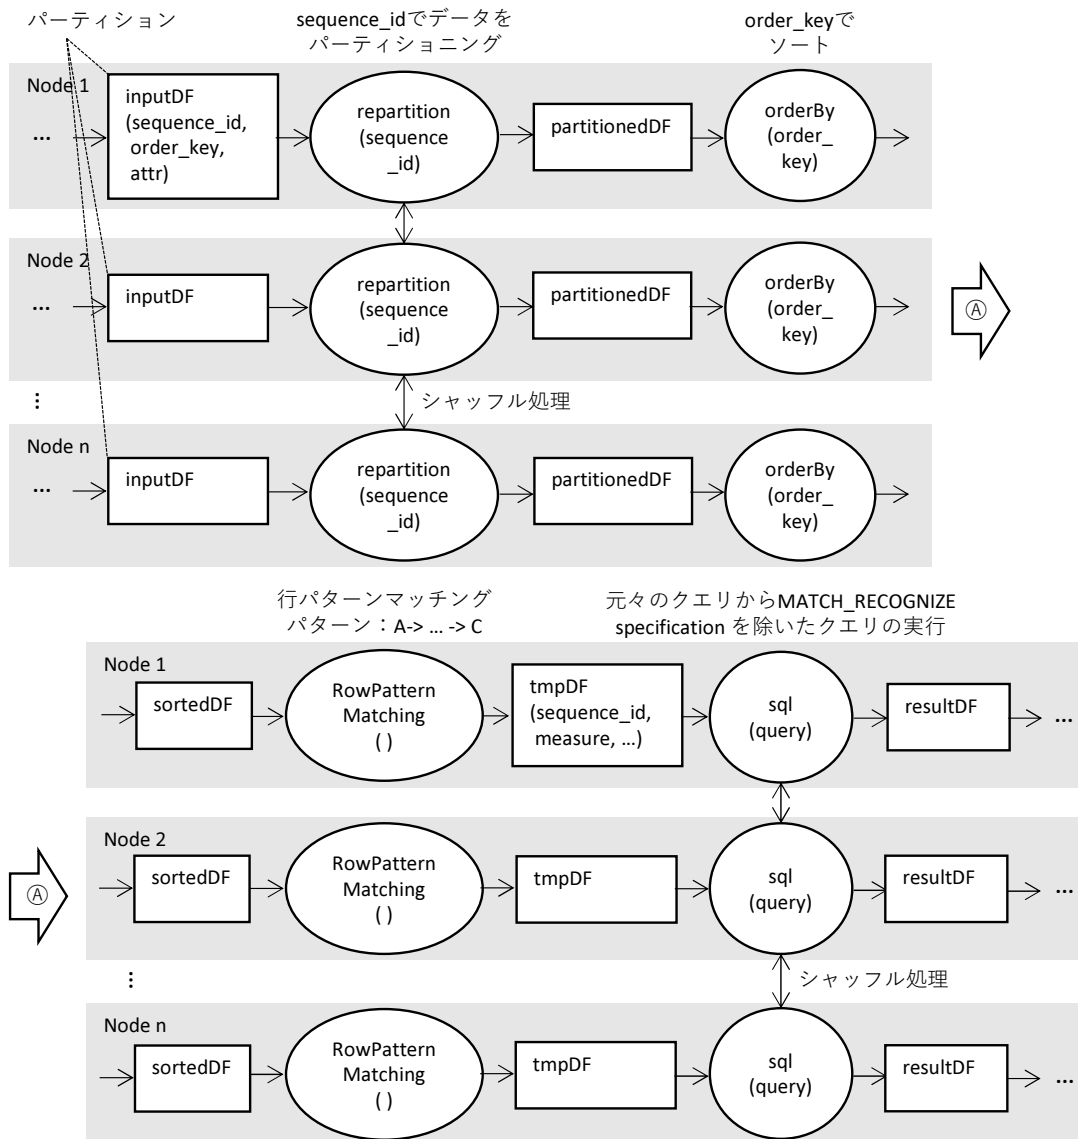 パーティション
sequence_idでデータを
パーティショニング
order_keyで
ソート
Node 1
...
inputDF
(sequence_id,
order_key,
attr)
repartition
(sequence
_id)
partitionedDF
orderBy
(order_
key)
Node 2
...
inputDF
repartition
(sequence
_id)
partitionedDF
orderBy
(order_
key)
Ⓐ
...
シャッフル処理
Node n
...
inputDF
repartition
(sequence
_id)
partitionedDF
orderBy
(order_
key)
行パターンマッチング
パターン：A-> ... -> C
元々のクエリからMATCH_RECOGNIZE
specification を除いたクエリの実行
Node 1
sortedDF
RowPattern
Matching
( )
tmpDF
(sequence_id,
measure, ...)
sql
(query)
resultDF
...
Ⓐ
Node 2
sortedDF
RowPattern
Matching
( )
tmpDF
sql
(query)
resultDF
...
...
シャッフル処理
Node n
sortedDF
RowPattern
Matching
( )
tmpDF
sql
(query)
resultDF
...